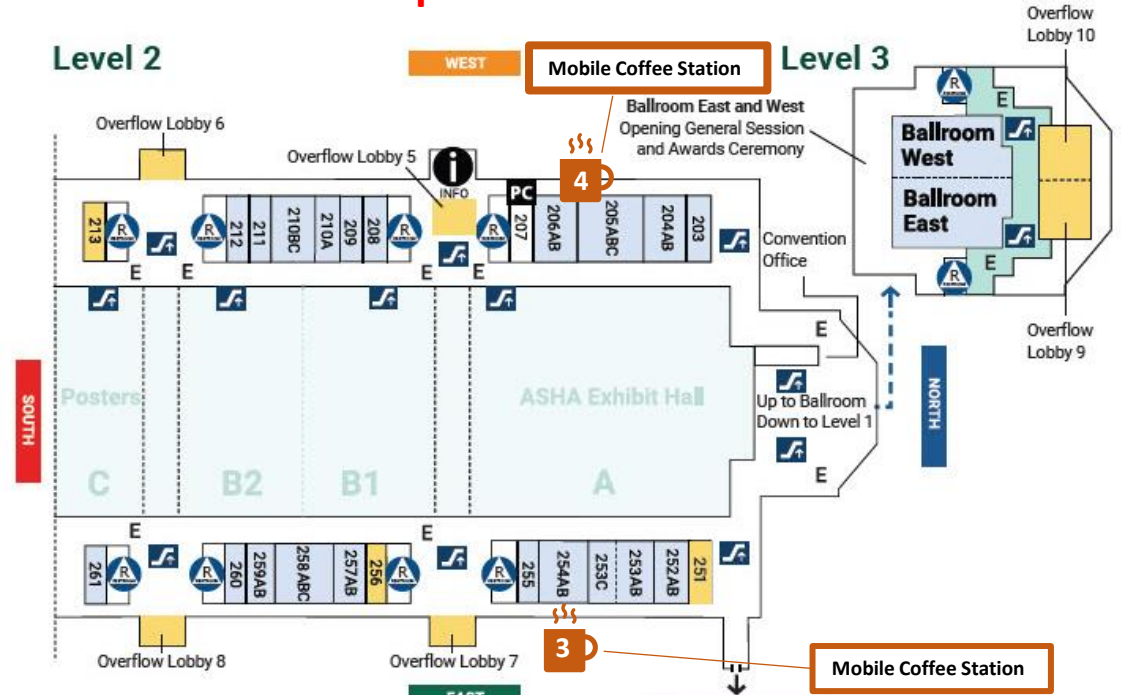 Overflow
Lobby 10
Level 2
WEST
Mobile Coffee Station
Level 3
Overflow Lobby 6
Overflow Lobby 5
i
INFO
PC
4
Ballroom East and West
Opening General Session
and Awards Ceremony
R
E
Ballroom
West
Ballroom
East
E
R
213
R
R
212
211
210BC
210A
209
208
R
R
207
206AB
205ABC
204AB
203
Convention
Office
E
E
E
E
Overflow
Lobby 9
E
SOUTH
Posters
ASHA Exhibit Hall
Up to Ballroom
Down to Level 1
NORTH
C
B2
B1
A
E
E
E
261
R
R
260
259AB
258ABC
257AB
256
R
R
255
254AB
253C
253AB
252AB
251
3
Overflow Lobby 8
Overflow Lobby 7
Mobile Coffee Station
EAST